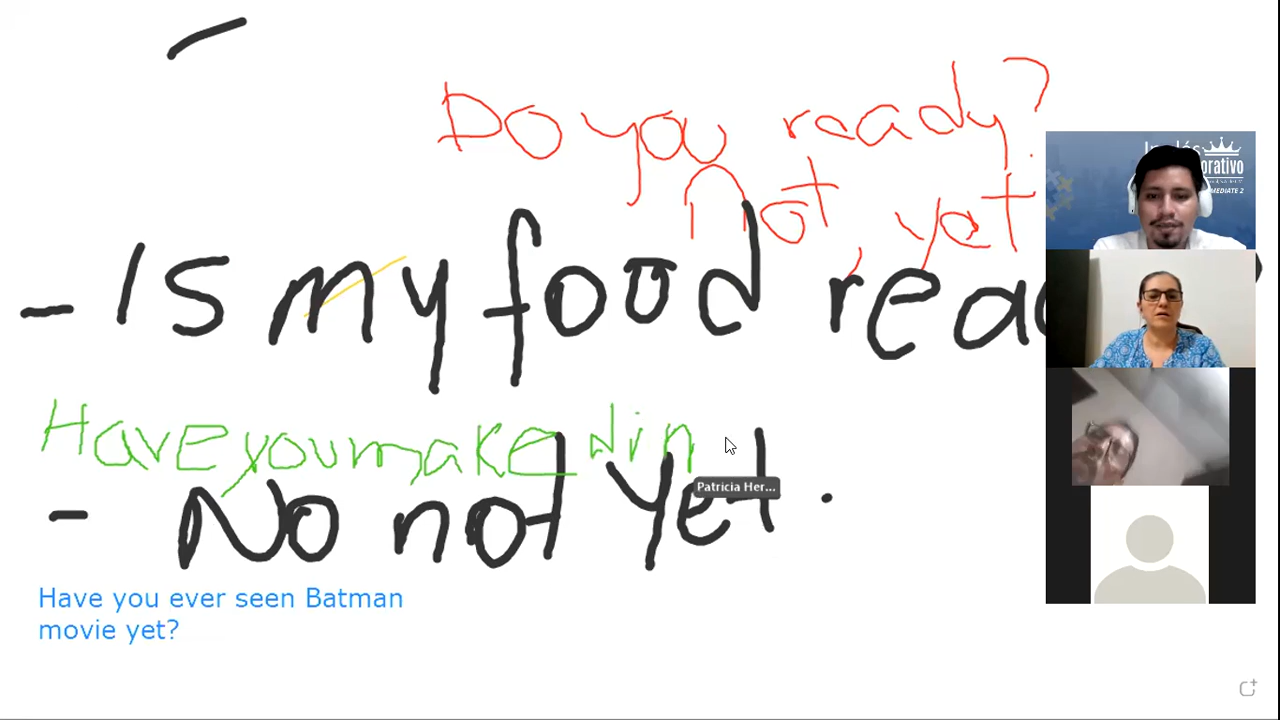 Do you ready?
not, yet
- Is my food
Have you make din
- No not yet.
Patricia Her...
Have you ever seen Batman
movie yet?